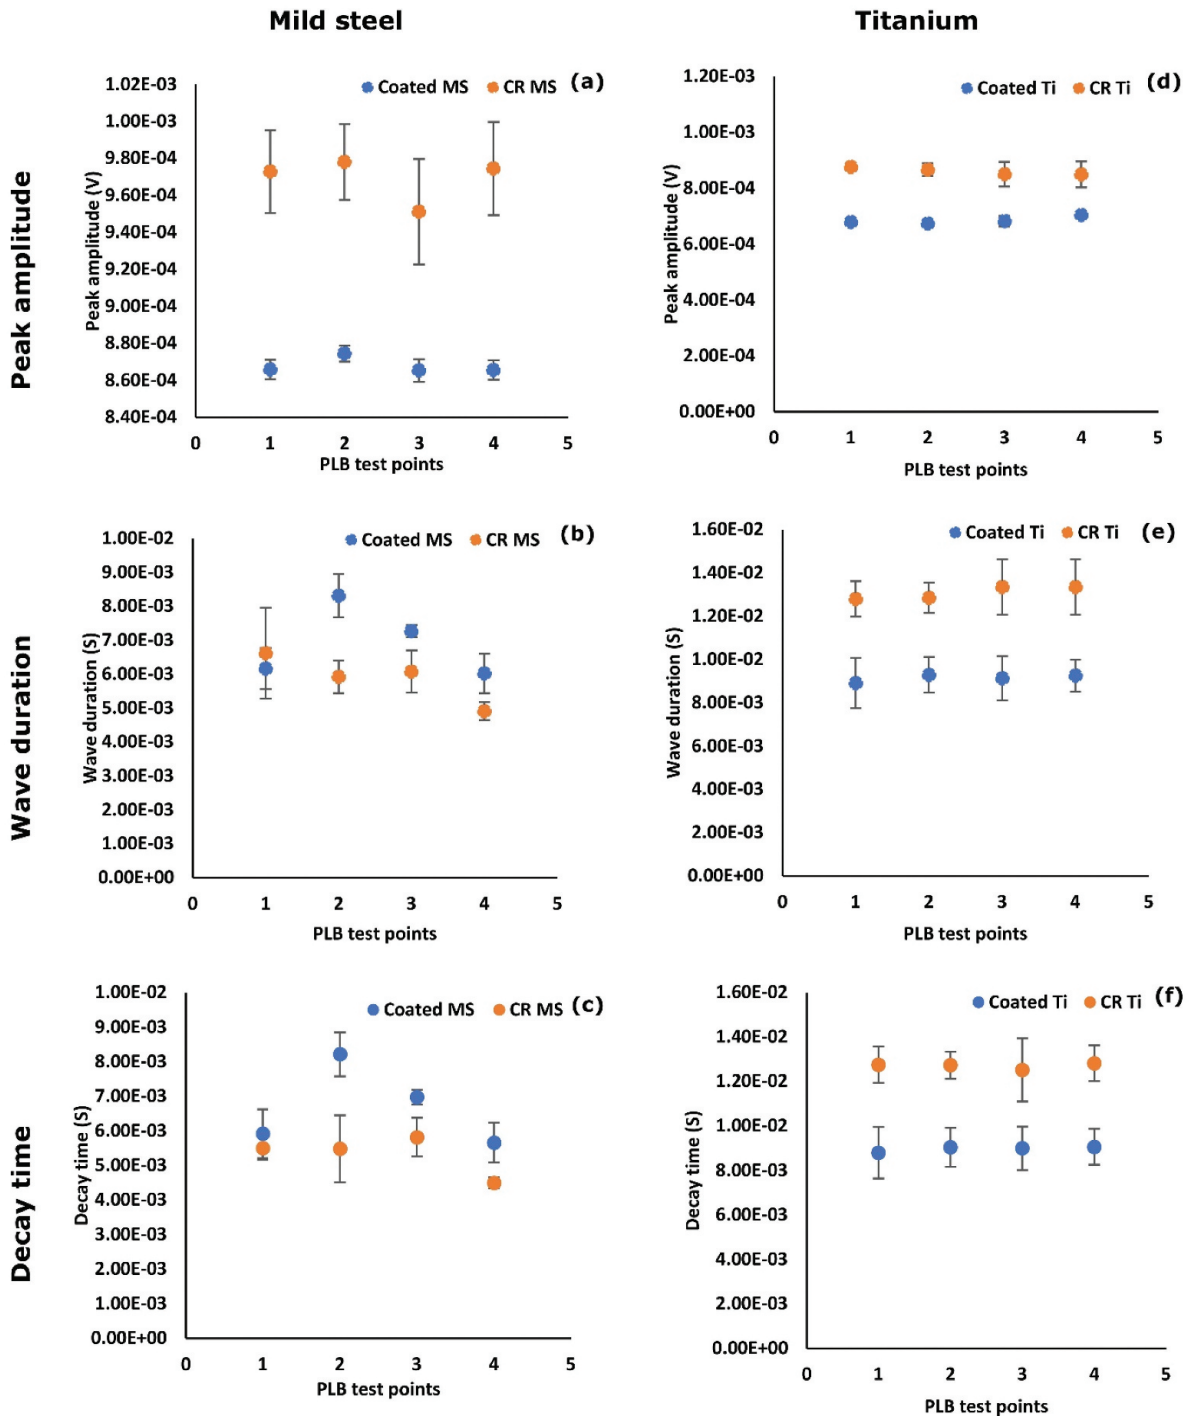 Mild steel
Titanium
Peak amplitude
Wave duration
Decay time
Coated MS CR MS (a)
Peak amplitude (V)
1.02E-03
1.00E-03
9.80E-04
9.60E-04
9.40E-04
9.20E-04
9.00E-04
8.80E-04
8.60E-04
8.40E-04
0 1 2 3 4 5
PLB test points
Coated Ti CR Ti (d)
Peak amplitude (V)
1.20E-03
1.00E-03
8.00E-04
6.00E-04
4.00E-04
2.00E-04
0.00E+00
0 1 2 3 4 5
PLB test points
Coated MS CR MS (b)
Wave duration (S)
1.00E-02
9.00E-03
8.00E-03
7.00E-03
6.00E-03
5.00E-03
4.00E-03
3.00E-03
2.00E-03
1.00E-03
0.00E+00
0 1 2 3 4 5
PLB test points
Coated Ti CR Ti (e)
Wave duration (S)
1.60E-02
1.40E-02
1.20E-02
1.00E-02
8.00E-03
6.00E-03
4.00E-03
2.00E-03
0.00E+00
0 1 2 3 4 5
PLB test points
Coated MS CR MS (c)
Decay time (S)
1.00E-02
9.00E-03
8.00E-03
7.00E-03
6.00E-03
5.00E-03
4.00E-03
3.00E-03
2.00E-03
1.00E-03
0.00E+00
0 1 2 3 4 5
PLB test points
Coated Ti CR Ti (f)
Decay time (S)
1.60E-02
1.40E-02
1.20E-02
1.00E-02
8.00E-03
6.00E-03
4.00E-03
2.00E-03
0.00E+00
0 1 2 3 4 5
PLB test points